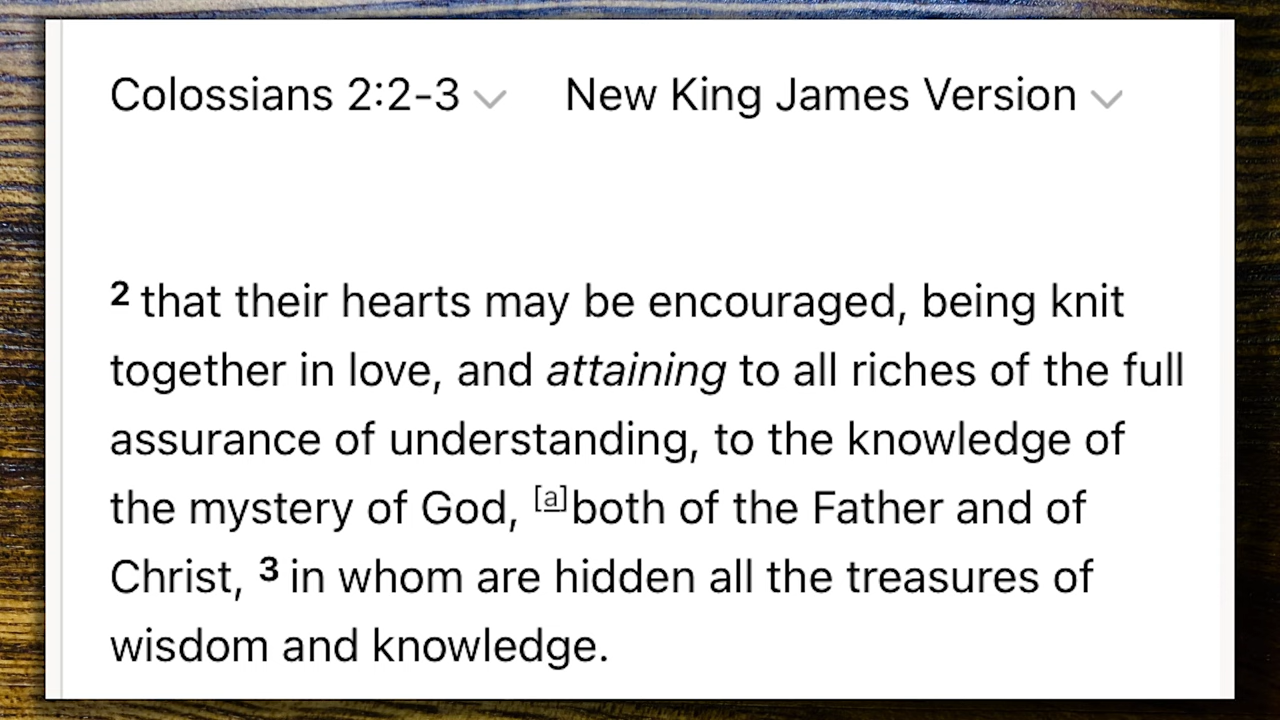 Colossians 2:2-3 New King James Version
2 that their hearts may be encouraged, being knit
together in love, and attaining to all riches of the full
assurance of understanding, to the knowledge of
the mystery of God, [a]both of the Father and of
Christ, 3 in whom are hidden all the treasures of
wisdom and knowledge.